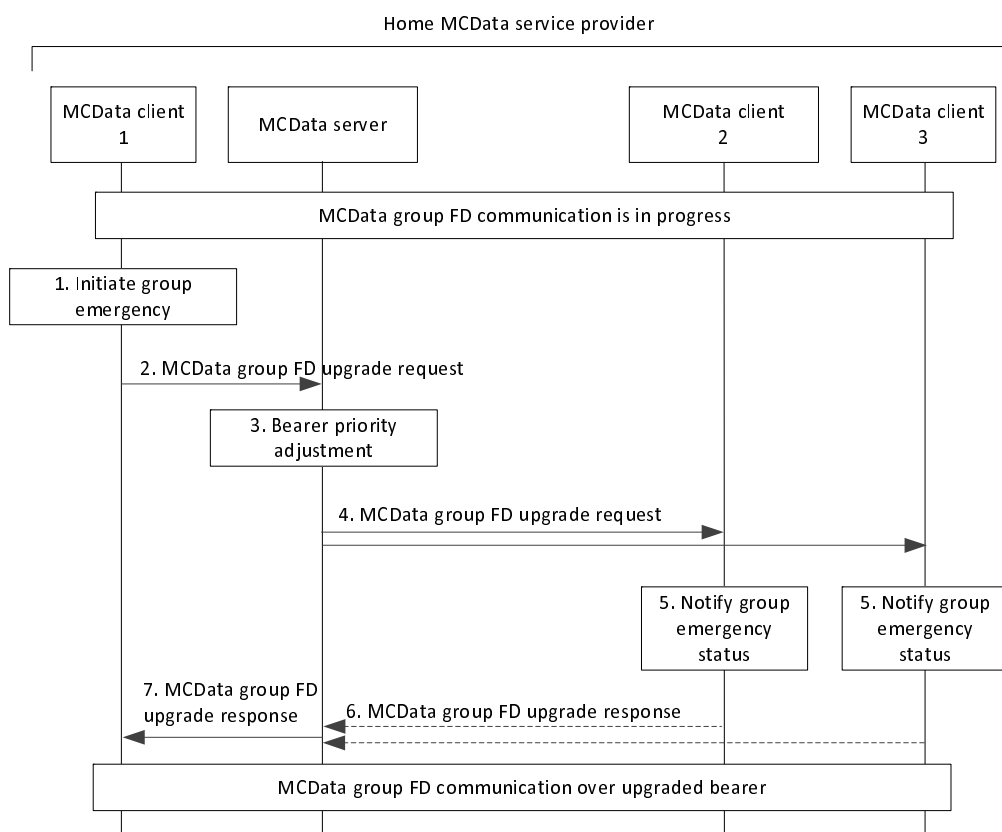 Home MCData service provider
MCData client
1
MCData server
MCData client
2
MCData client
3
MCData group FD communication is in progress
1. Initiate group
emergency
2. MCData group FD upgrade request
3. Bearer priority
adjustment
4. MCData group FD upgrade request
5. Notify group
emergency
status
5. Notify group
emergency
status
7. MCData group FD
upgrade response
6. MCData group FD upgrade response
MCData group FD communication over upgraded bearer